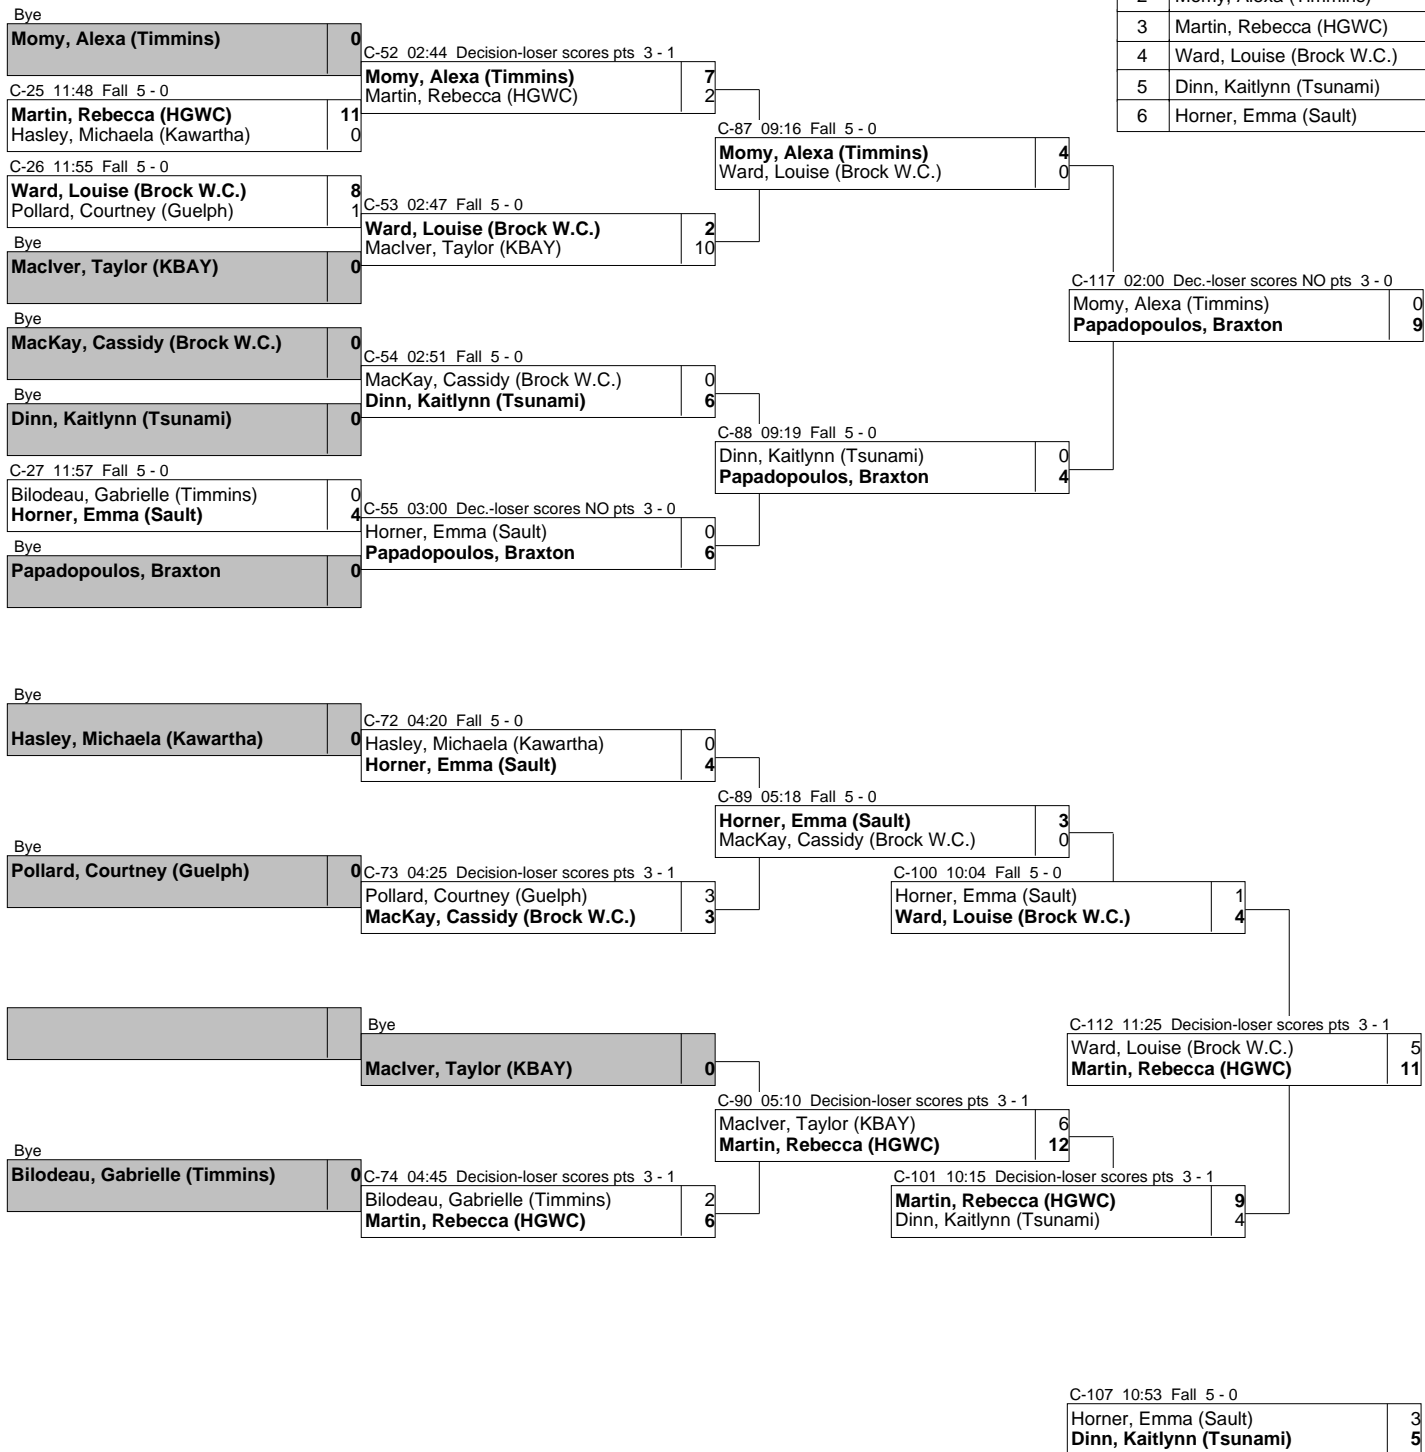 2 Momy, Alexa (Timmins)
3 Martin, Rebecca (HGWC)
4 Ward, Louise (Brock W.C.)
5 Dinn, Kaitlynn (Tsunami)
6 Horner, Emma (Sault)
Bye
Momy, Alexa (Timmins) 0
C-25 11:48 Fall 5 - 0
Martin, Rebecca (HGWC) 11
Hasley, Michaela (Kawartha) 0
C-26 11:55 Fall 5 - 0
Ward, Louise (Brock W.C.) 8
Pollard, Courtney (Guelph) 1
Bye
MacIver, Taylor (KBAY) 0
Bye
MacKay, Cassidy (Brock W.C.) 0
Bye
Dinn, Kaitlynn (Tsunami) 0
C-27 11:57 Fall 5 - 0
Bilodeau, Gabrielle (Timmins) 0
Horner, Emma (Sault) 4
Bye
Papadopoulos, Braxton 0
C-52 02:44 Decision-loser scores pts 3 - 1
Momy, Alexa (Timmins) 7
Martin, Rebecca (HGWC) 2
C-53 02:47 Fall 5 - 0
Ward, Louise (Brock W.C.) 2
MacIver, Taylor (KBAY) 10
C-54 02:51 Fall 5 - 0
MacKay, Cassidy (Brock W.C.) 0
Dinn, Kaitlynn (Tsunami) 6
C-55 03:00 Dec.-loser scores NO pts 3 - 0
Horner, Emma (Sault) 0
Papadopoulos, Braxton 6
C-87 09:16 Fall 5 - 0
Momy, Alexa (Timmins) 4
Ward, Louise (Brock W.C.) 0
C-88 09:19 Fall 5 - 0
Dinn, Kaitlynn (Tsunami) 0
Papadopoulos, Braxton 4
C-117 02:00 Dec.-loser scores NO pts 3 - 0
Momy, Alexa (Timmins) 0
Papadopoulos, Braxton 9
Bye
Hasley, Michaela (Kawartha) 0
Bye
Pollard, Courtney (Guelph) 0
Bye
Bilodeau, Gabrielle (Timmins) 0
C-72 04:20 Fall 5 - 0
Hasley, Michaela (Kawartha) 0
Horner, Emma (Sault) 4
C-73 04:25 Decision-loser scores pts 3 - 1
Pollard, Courtney (Guelph) 3
MacKay, Cassidy (Brock W.C.) 3
Bye
MacIver, Taylor (KBAY) 0
C-74 04:45 Decision-loser scores pts 3 - 1
Bilodeau, Gabrielle (Timmins) 2
Martin, Rebecca (HGWC) 6
C-89 05:18 Fall 5 - 0
Horner, Emma (Sault) 3
MacKay, Cassidy (Brock W.C.) 0
C-90 05:10 Decision-loser scores pts 3 - 1
MacIver, Taylor (KBAY) 6
Martin, Rebecca (HGWC) 12
C-100 10:04 Fall 5 - 0
Horner, Emma (Sault) 1
Ward, Louise (Brock W.C.) 4
C-101 10:15 Decision-loser scores pts 3 - 1
Martin, Rebecca (HGWC) 9
Dinn, Kaitlynn (Tsunami) 4
C-112 11:25 Decision-loser scores pts 3 - 1
Ward, Louise (Brock W.C.) 5
Martin, Rebecca (HGWC) 11
C-107 10:53 Fall 5 - 0
Horner, Emma (Sault) 3
Dinn, Kaitlynn (Tsunami) 5